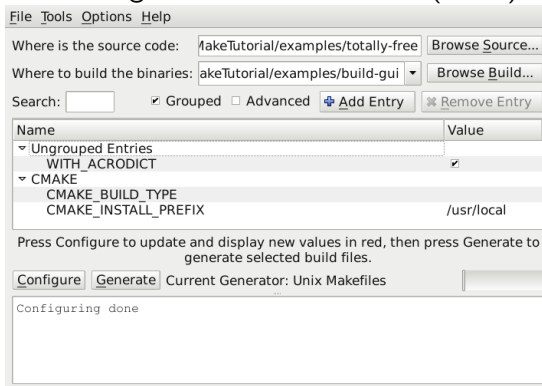 File Tools Options Help
Where is the source code: MakeTutorial/examples/totally-free Browse Source...
Where to build the binaries: akeTutorial/examples/build-gui Browse Build...
Search: Grouped Advanced Add Entry Remove Entry
Name Value
Ungrouped Entries
WITH_ACRODICT
CMAKE
CMAKE_BUILD_TYPE
CMAKE_INSTALL_PREFIX /usr/local
Press Configure to update and display new values in red, then press Generate to
generate selected build files.
Configure Generate Current Generator: Unix Makefiles
Configuring done